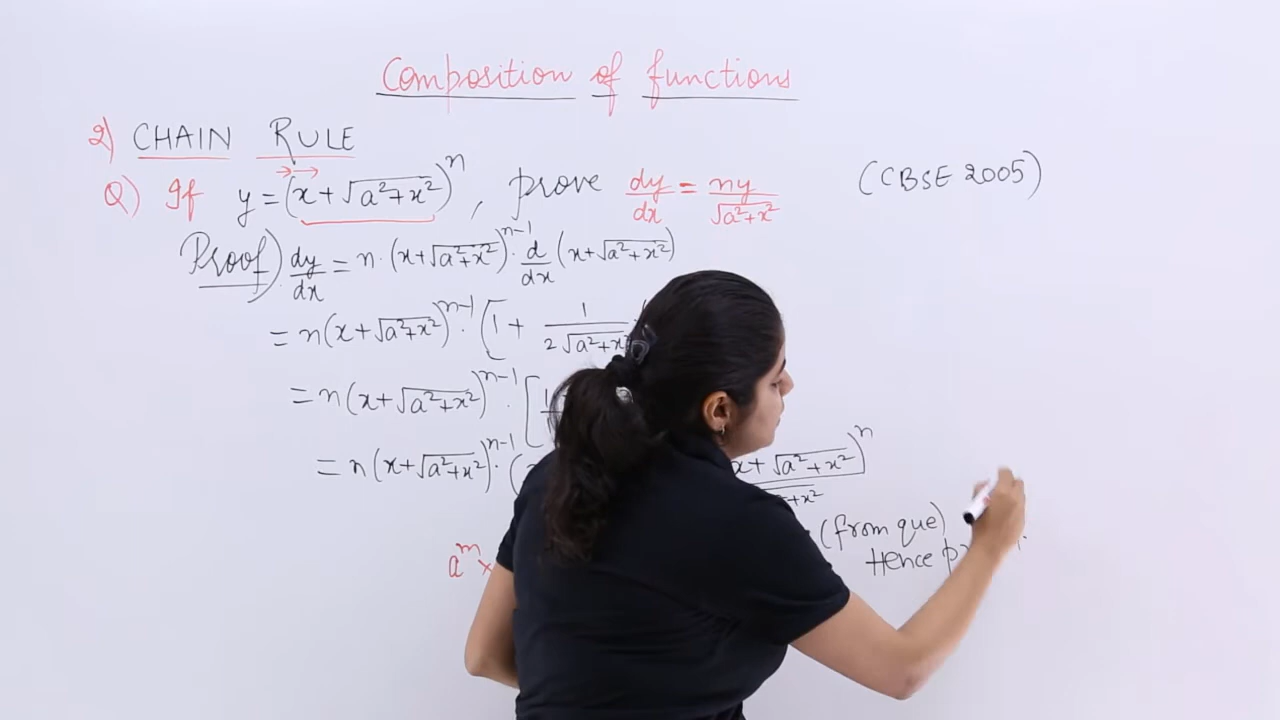 Composition of functions
2) CHAIN RULE
Q) If y = (x + √(a²+x²))ⁿ, prove dy/dx = ny/√(a²+x²) (CBSE 2005)
Proof) dy/dx = n·(x+√(a²+x²))ⁿ⁻¹· d/dx (x+√(a²+x²))
= n(x+√(a²+x²))ⁿ⁻¹· (1 + 1/2√(a²+x²)
= n(x+√(a²+x²))ⁿ⁻¹· [
= n(x+√(a²+x²))ⁿ⁻¹· ( x + √(a²+x²))ⁿ
+x²
aᵐ × (from que)
Hence